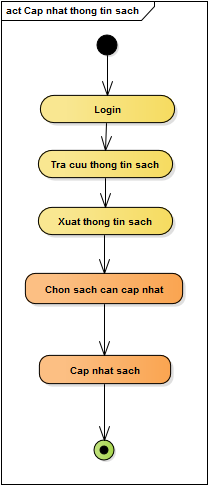 act Cap nhat thong tin sach
Login
Tra cuu thong tin sach
Xuat thong tin sach
Chon sach can cap nhat
Cap nhat sach